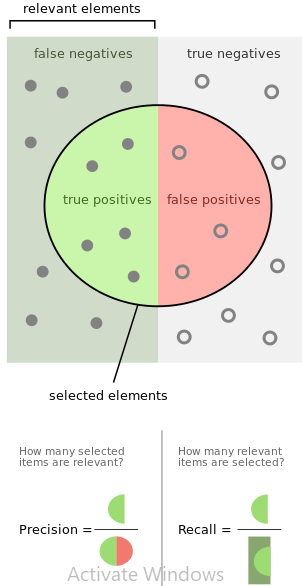 relevant elements
false negatives
true negatives
true positives
false positives
selected elements
How many selected
items are relevant?
How many relevant
items are selected?
Precision =
Recall =
Activate Windows